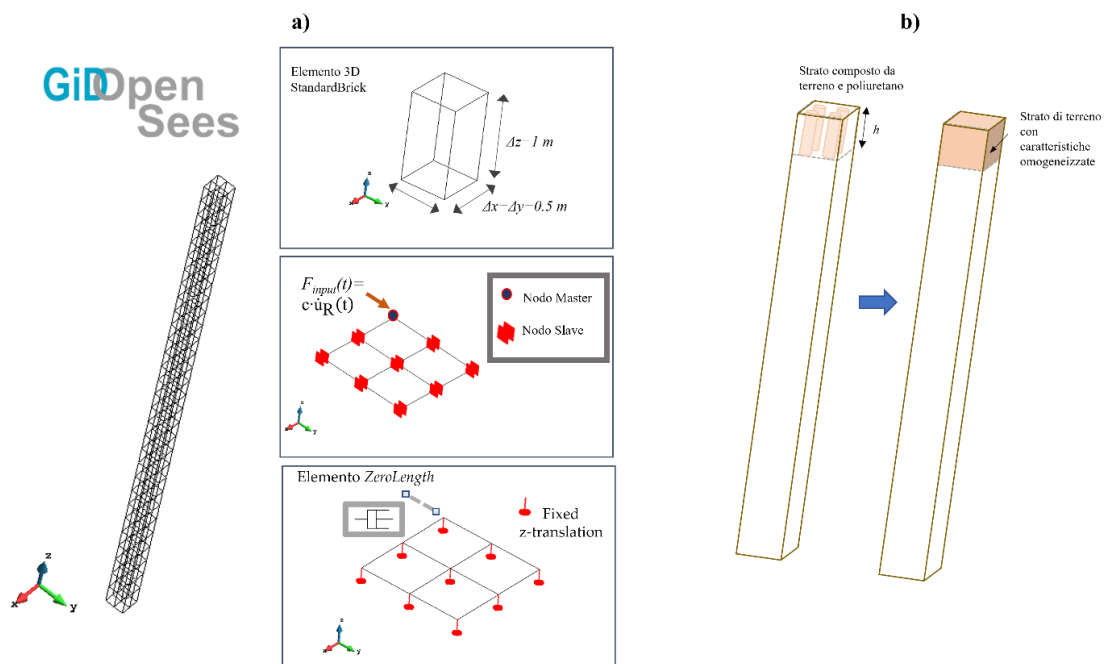 a)
b)
GiD Open
Sees
Elemento 3D
StandardBrick
Δz=1 m
Δx=Δy=0.5 m
z
x
y
F_input(t)=
c·u̇_R(t)
Nodo Master
Nodo Slave
z
x
y
Elemento ZeroLength
Fixed
z-translation
z
x
y
z
x
y
Strato composto da
terreno e poliuretano
h
Strato di terreno
con
caratteristiche
omogeneizzate